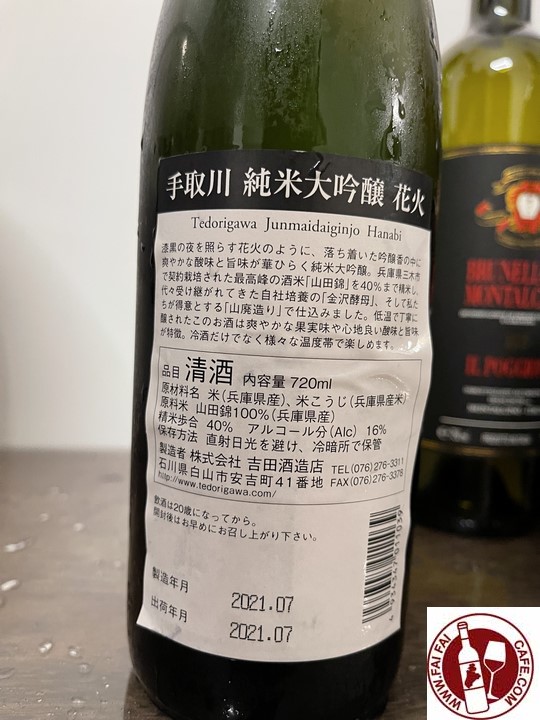 手取川 純米大吟醸 花火
Tedorigawa Junmaidaiginjo Hanabi
漆黒の夜を照らす花火のように、落ち着いた吟醸香の中に
爽やかな酸味と旨味が華ひらく純米大吟醸。兵庫県三木市
で契約栽培された最高峰の酒米「山田錦」を40%まで精米し、
代々受け継がれてきた自社培養の「金沢酵母」、そして私た
ちが得意とする「山廃造り」で仕込みました。低温で丁寧に
醸されたこのお酒は爽やかな果実味や心地良い酸味と旨味
が特徴。冷酒だけでなく様々な温度帯で楽しめます。
品目 清酒 内容量 720ml
原材料名 米(兵庫県産)、米こうじ(兵庫県産米)
原料米 山田錦100%(兵庫県産)
精米歩合 40% アルコール分(Alc) 16%
保存方法 直射日光を避け、冷暗所で保管
製造者 株式会社 吉田酒造店 TEL(076)276-3311
石川県白山市安吉町41番地 FAX(076)276-3378
http://www.tedorigawa.com/
飲酒は20歳になってから。
開封後はお早めにお召し上がり下さい。
製造年月 2021.07
出荷年月 2021.07
4 934347 011039
MONTALC
IL POGGIO
WWW.FAIFAICAFE.COM